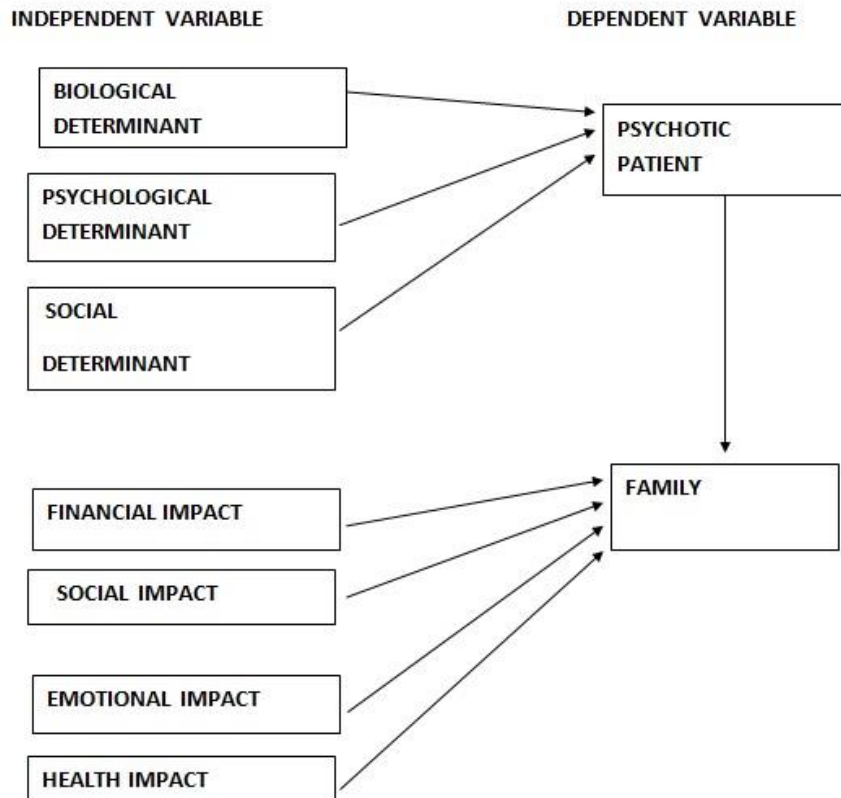 INDEPENDENT VARIABLE
DEPENDENT VARIABLE
BIOLOGICAL
DETERMINANT
PSYCHOTIC
PATIENT
PSYCHOLOGICAL
DETERMINANT
SOCIAL
DETERMINANT
FAMILY
FINANCIAL IMPACT
SOCIAL IMPACT
EMOTIONAL IMPACT
HEALTH IMPACT